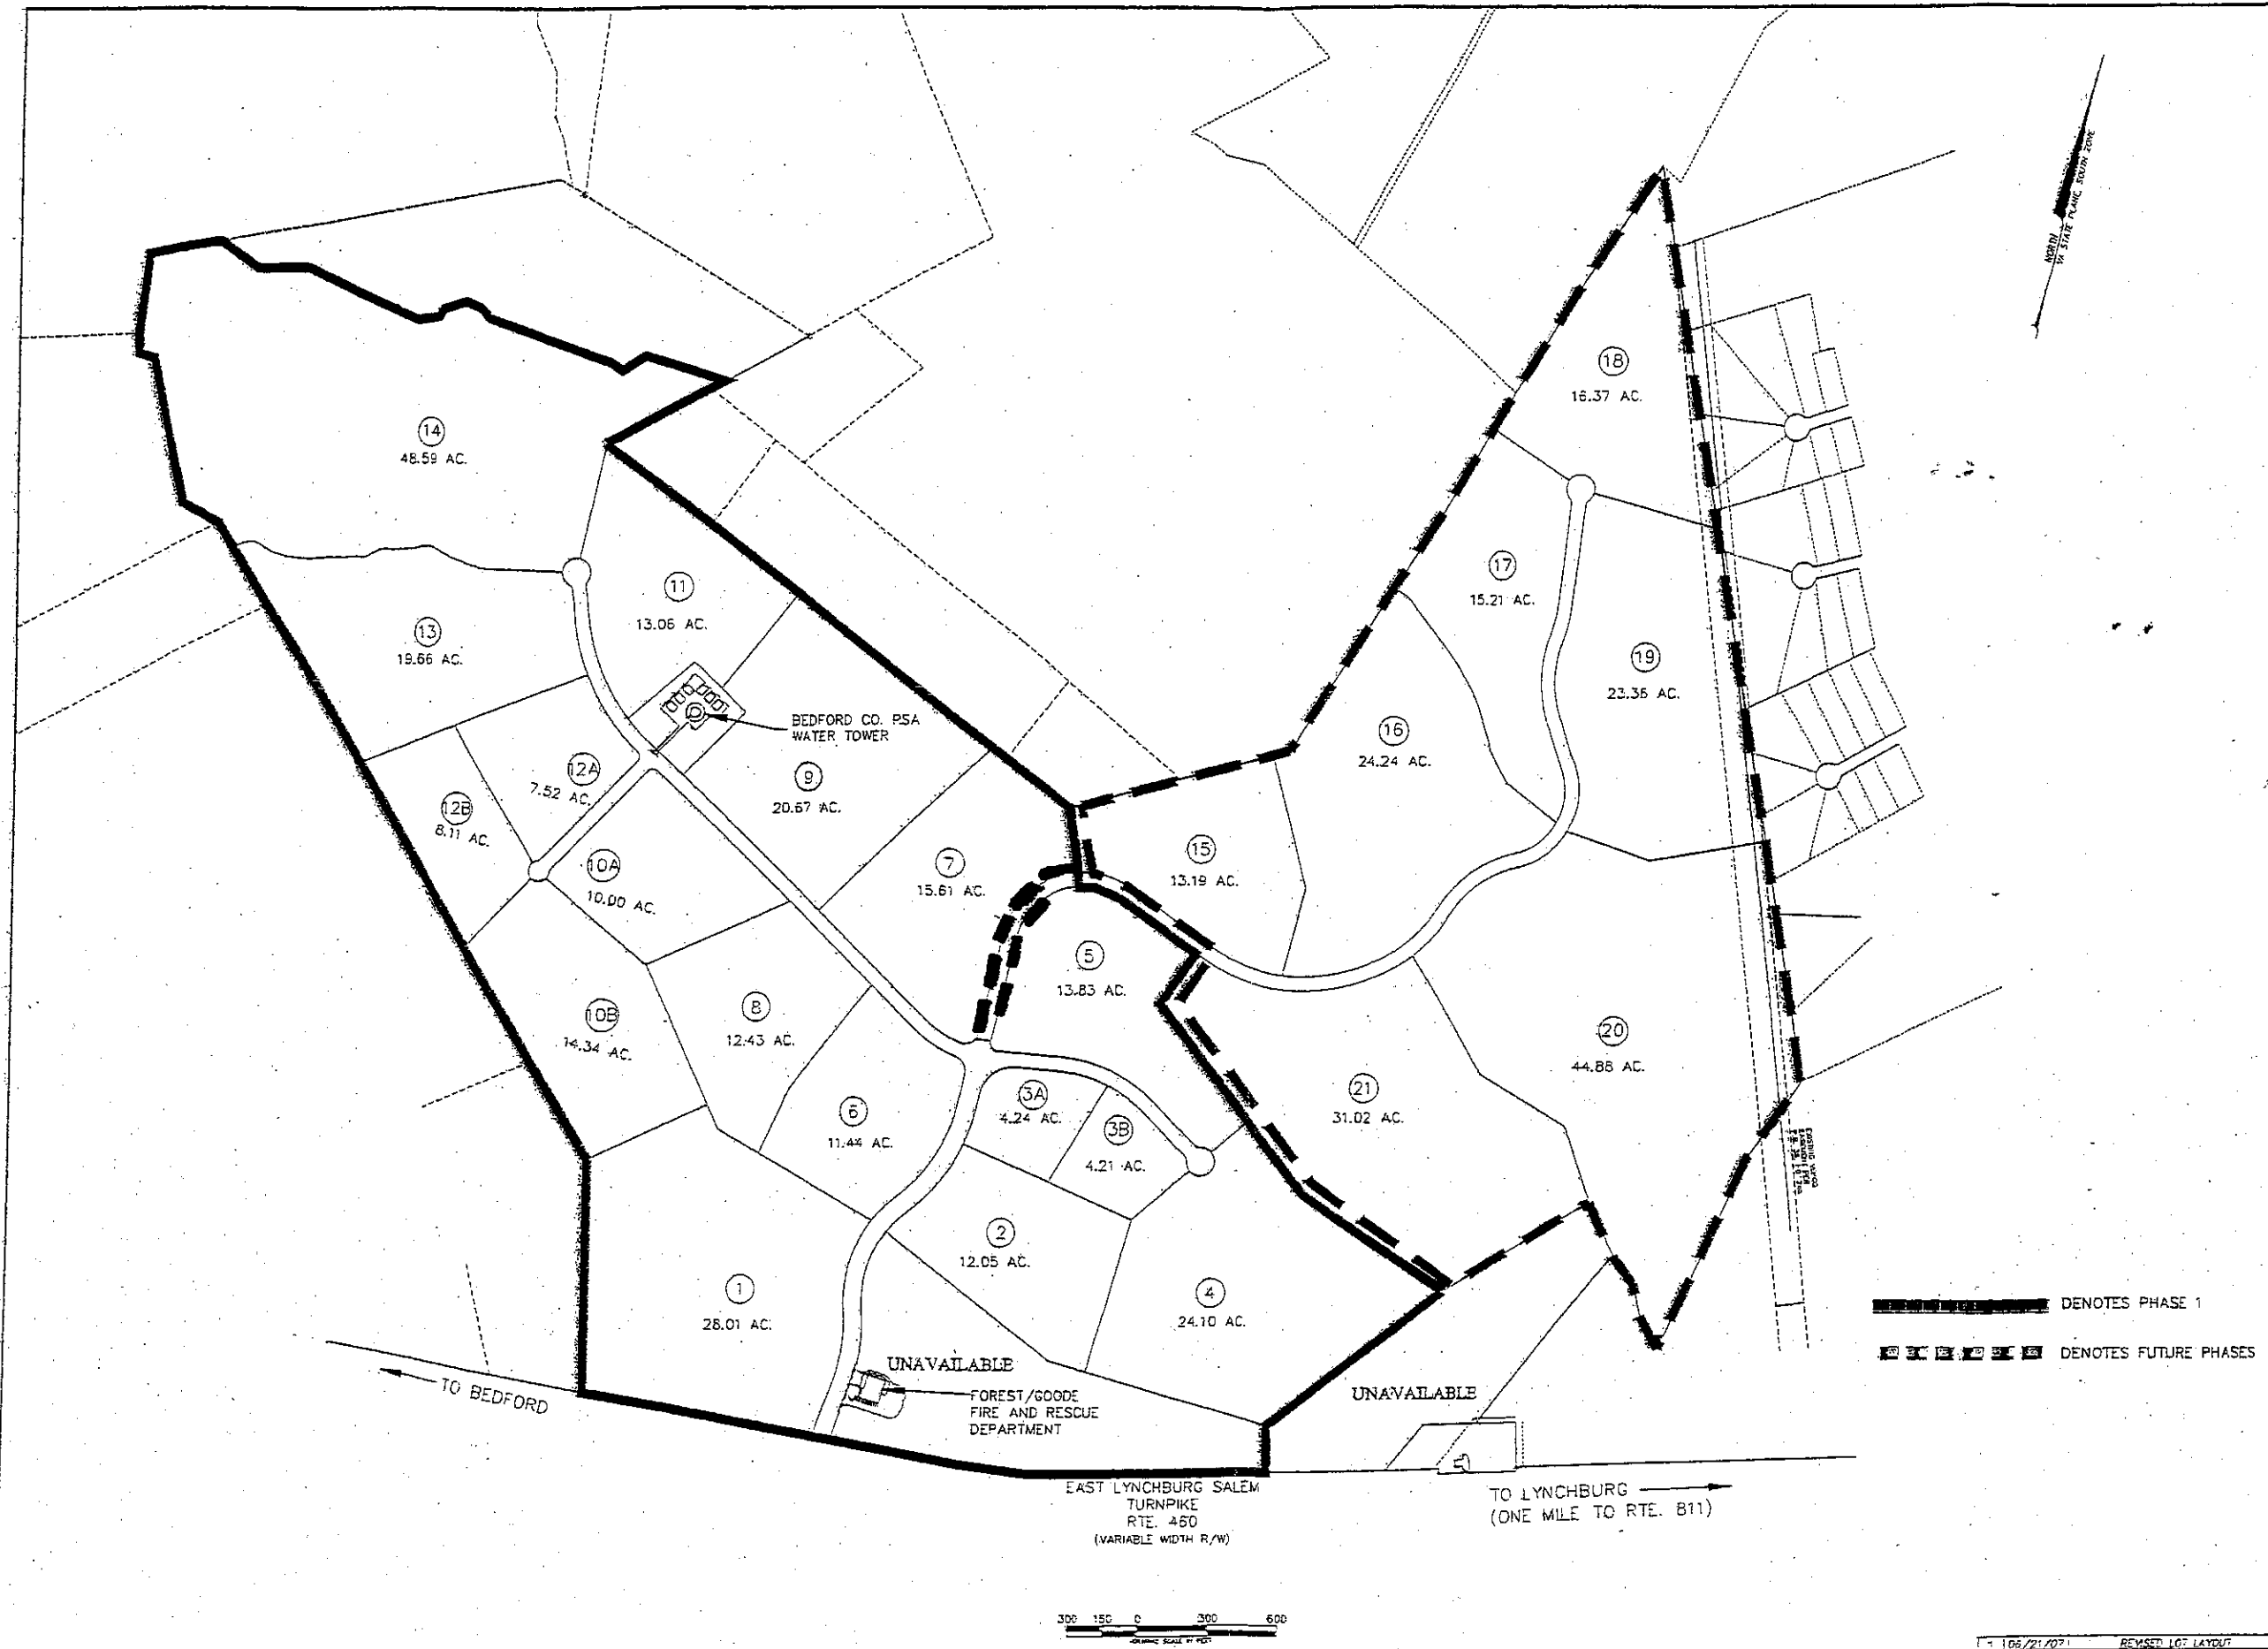 NORTH
VA STATE PLANE, SOUTH ZONE
18
16.37 AC.
14
48.59 AC.
17
15.21 AC.
11
13.06 AC.
13
19.66 AC.
19
23.36 AC.
BEDFORD CO. PSA
WATER TOWER
16
24.24 AC.
12A
7.52 AC.
9
20.67 AC.
12B
8.11 AC.
10A
10.00 AC.
7
15.61 AC.
15
13.19 AC.
5
13.83 AC.
10B
14.34 AC.
8
12.43 AC.
20
44.88 AC.
6
11.44 AC.
3A
4.24 AC.
3B
4.21 AC.
21
31.02 AC.
2
12.05 AC.
1
28.01 AC.
4
24.10 AC.
DENOTES PHASE 1
DENOTES FUTURE PHASES
UNAVAILABLE
FOREST/GOODE
FIRE AND RESCUE
DEPARTMENT
UNAVAILABLE
TO BEDFORD
EAST LYNCHBURG SALEM
TURNPIKE
RTE. 460
(VARIABLE WIDTH R/W)
TO LYNCHBURG
(ONE MILE TO RTE. 811)
300 150 0 300 600
GRAPHIC SCALE IN FEET
06/21/07 REVISED LOT LAYOUT